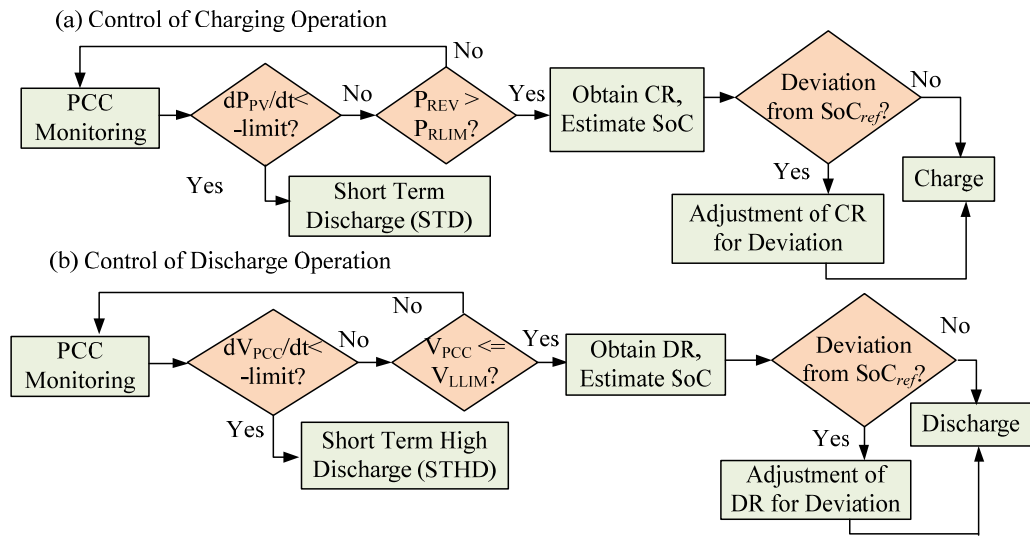 (a) Control of Charging Operation
No
PCC
Monitoring
dP_PV/dt<
-limit?
No
P_REV >
P_RLIM?
Yes
Obtain CR,
Estimate SoC
Deviation
from SoC_ref?
No
Yes
Short Term
Discharge (STD)
Yes
Charge
Adjustment of CR
for Deviation
(b) Control of Discharge Operation
No
PCC
Monitoring
dV_PCC/dt<
-limit?
No
V_PCC <=
V_LLIM?
Yes
Obtain DR,
Estimate SoC
Deviation
from SoC_ref?
No
Yes
Short Term High
Discharge (STHD)
Yes
Discharge
Adjustment of
DR for Deviation